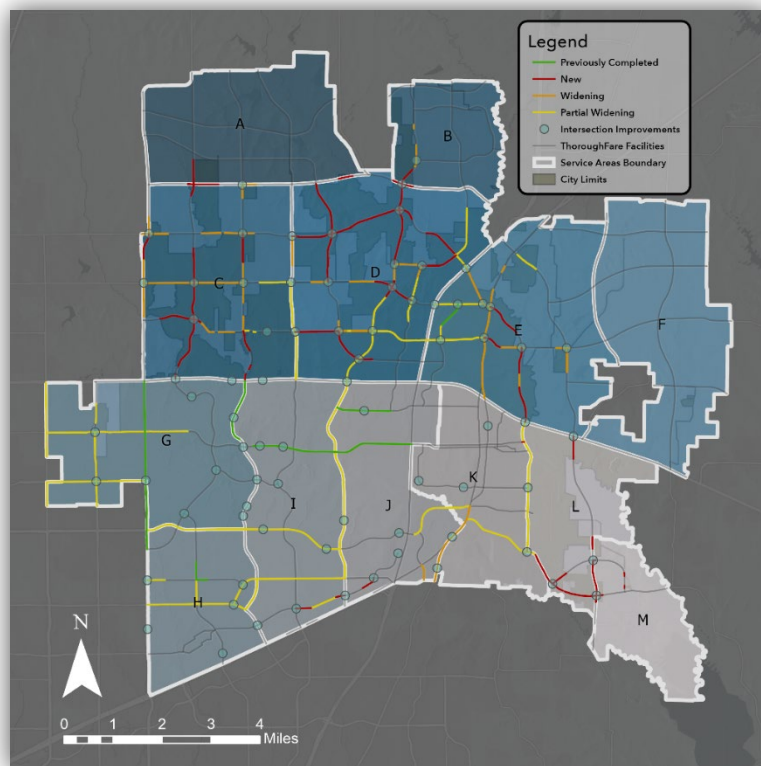 Legend
Previously Completed
New
Widening
Partial Widening
Intersection Improvements
ThoroughFare Facilities
Service Areas Boundary
City Limits
A
B
C
D
E
F
G
H
I
J
K
L
M
N
0 1 2 3 4
Miles